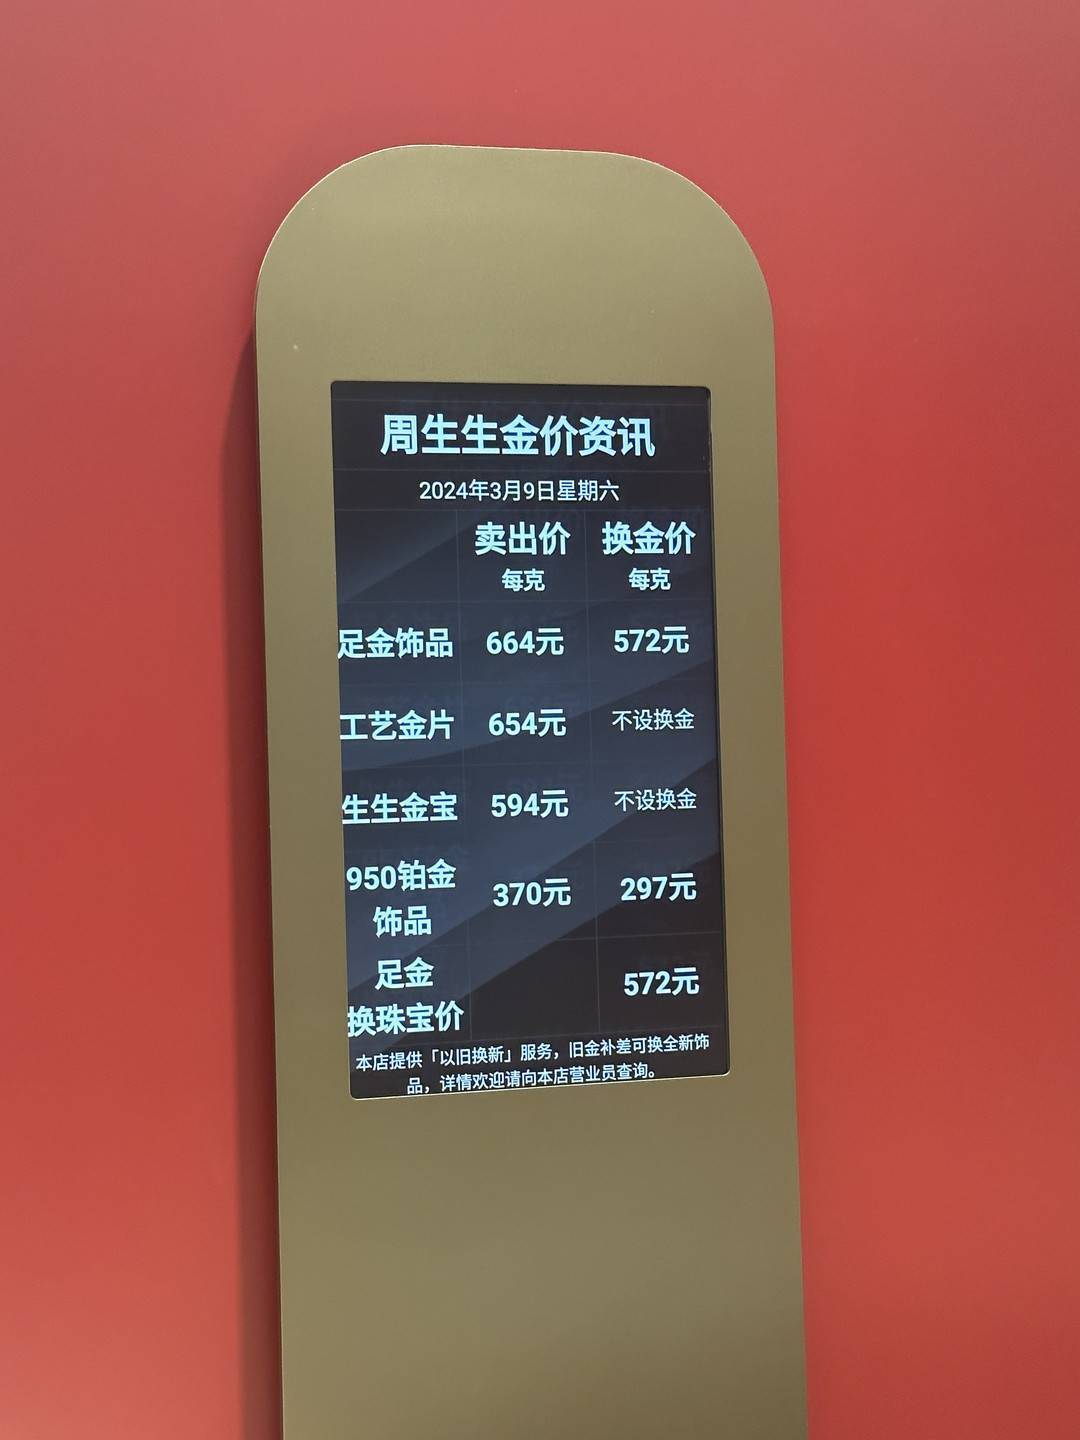 周生生金价资讯
2024年3月9日星期六
卖出价 换金价
每克 每克
足金饰品 664元 572元
工艺金片 654元 不设换金
生生金宝 594元 不设换金
950铂金
饰品 370元 297元
足金
换珠宝价 572元
本店提供「以旧换新」服务，旧金补差可换全新饰
品，详情欢迎请向本店营业员查询。